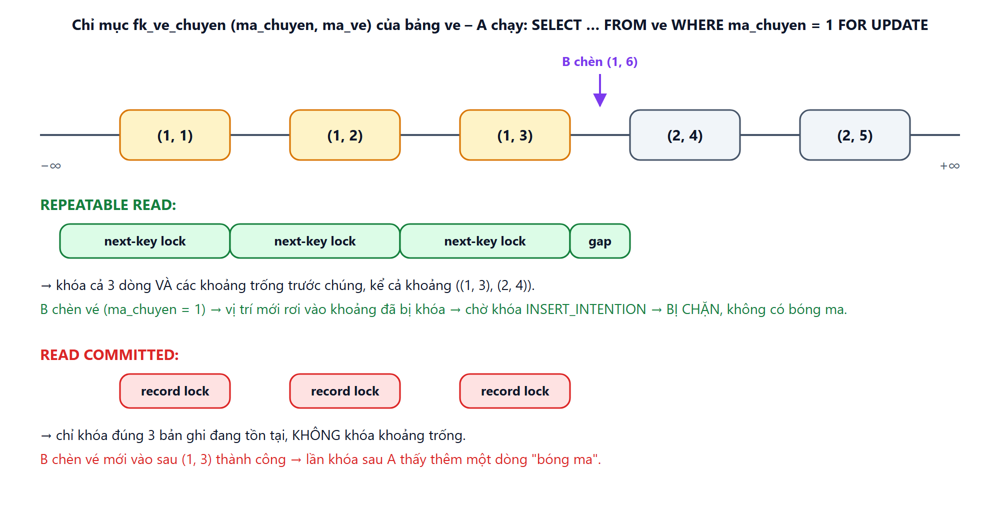 Chỉ mục fk_ve_chuyen (ma_chuyen, ma_ve) của bảng ve – A chạy: SELECT ... FROM ve WHERE ma_chuyen = 1 FOR UPDATE
B chèn (1, 6)
(1, 1) (1, 2) (1, 3) (2, 4) (2, 5)
−∞ +∞
REPEATABLE READ:
next-key lock next-key lock next-key lock gap
→ khóa cả 3 dòng VÀ các khoảng trống trước chúng, kể cả khoảng ((1, 3), (2, 4)).
B chèn vé (ma_chuyen = 1) → vị trí mới rơi vào khoảng đã bị khóa → chờ khóa INSERT_INTENTION → BỊ CHẶN, không có bóng ma.
READ COMMITTED:
record lock record lock record lock
→ chỉ khóa đúng 3 bản ghi đang tồn tại, KHÔNG khóa khoảng trống.
B chèn vé mới vào sau (1, 3) thành công → lần khóa sau A thấy thêm một dòng "bóng ma".